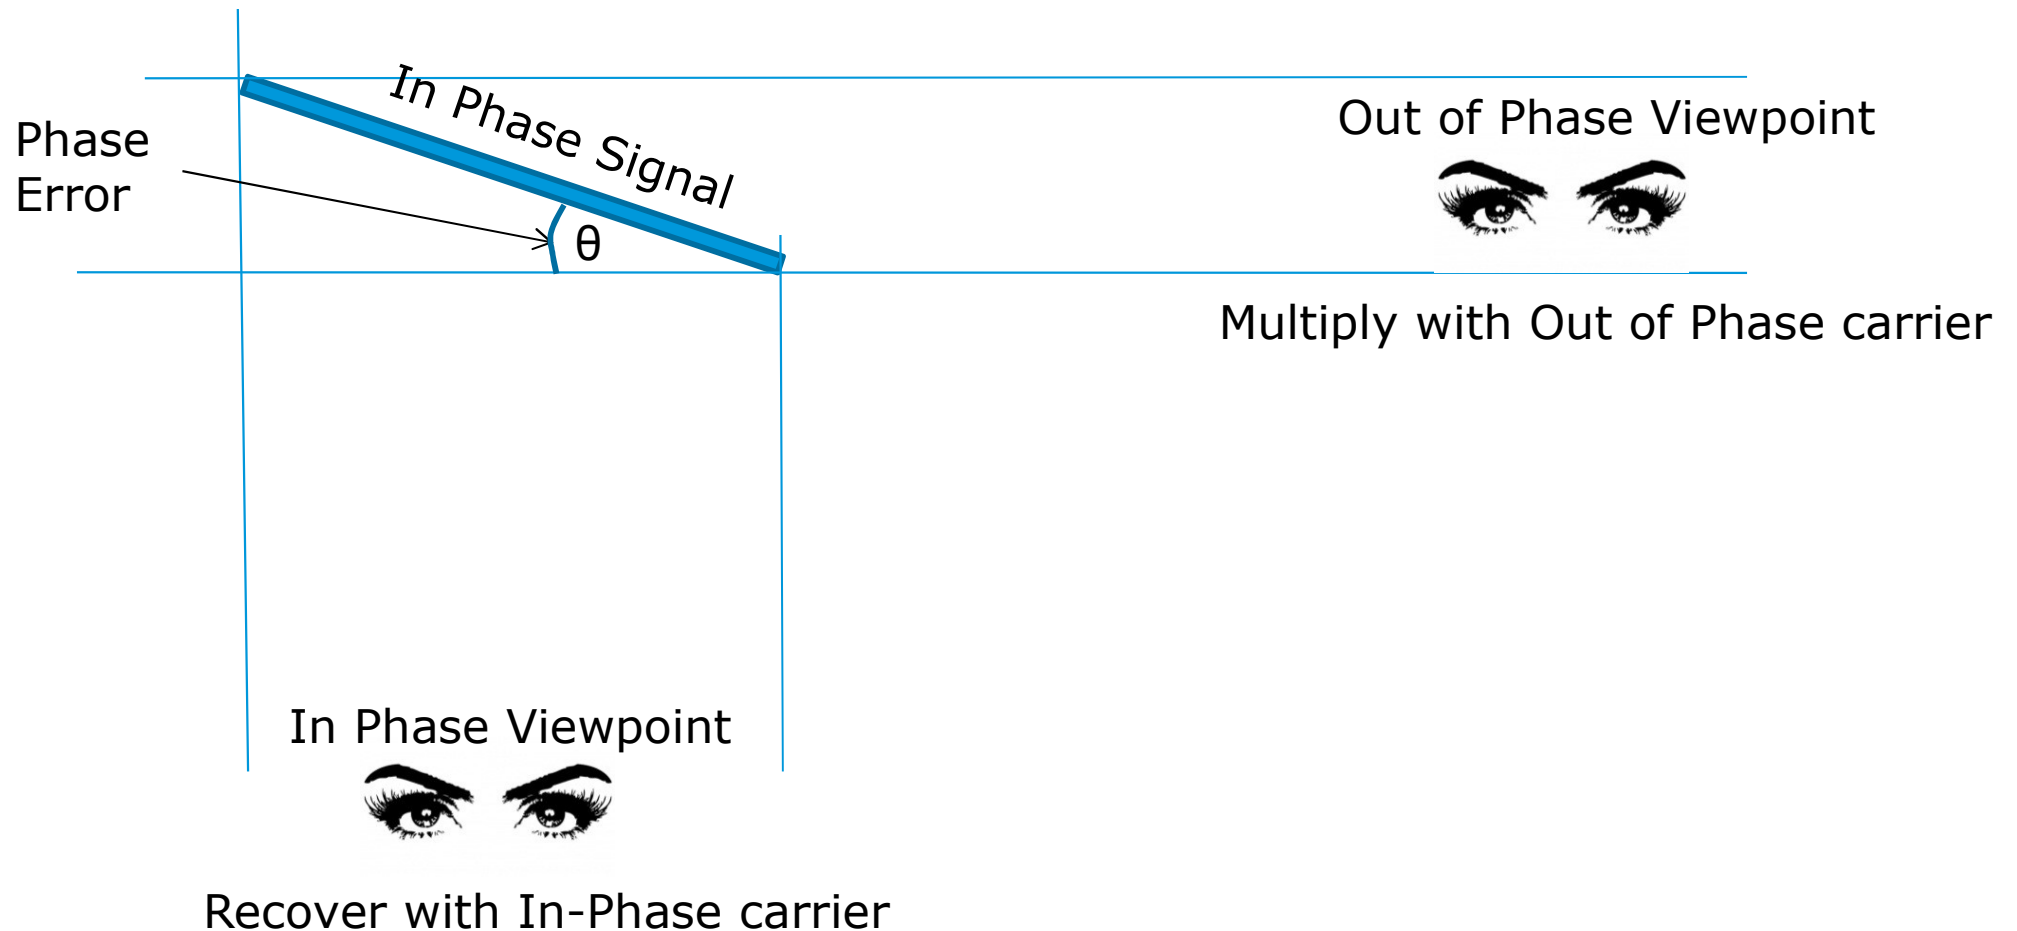 In Phase Signal
Out of Phase Viewpoint
Phase
Error
θ
Multiply with Out of Phase carrier
In Phase Viewpoint
Recover with In-Phase carrier